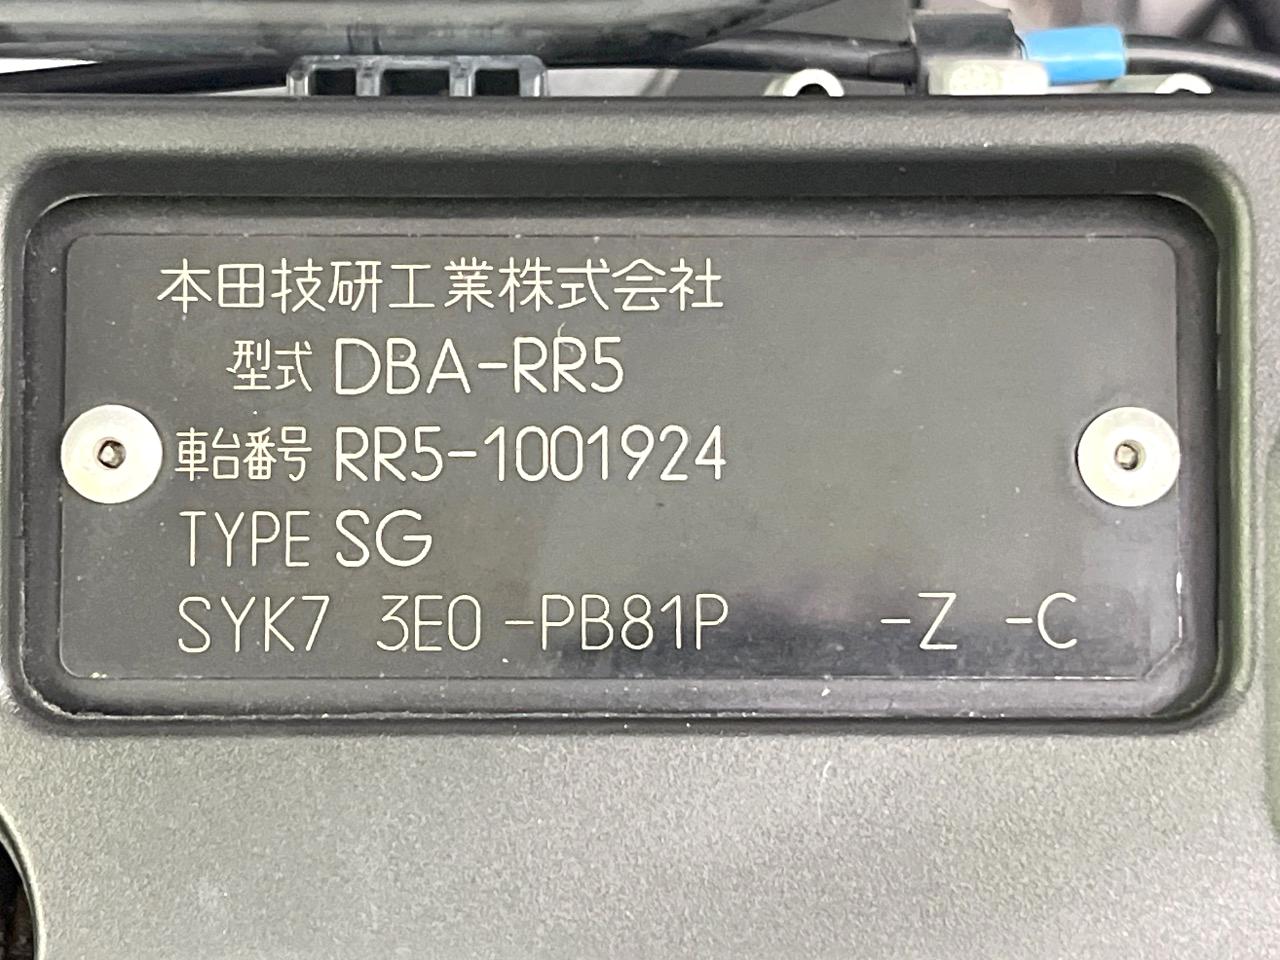 本田技研工業株式会社
型式 DBA-RR5
車台番号 RR5-1001924
TYPE SG
SYK7 3E0 -PB81P -Z -C